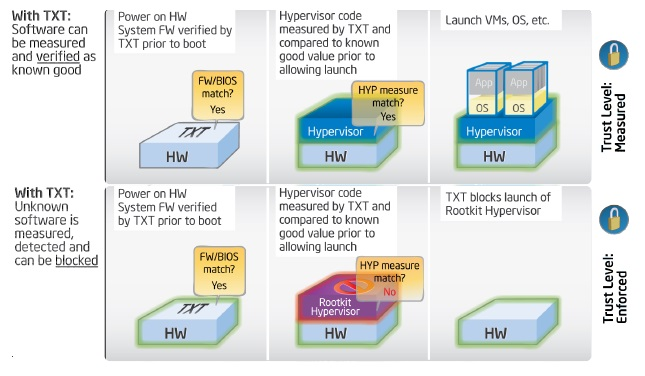 With TXT:
Software can
be measured
and verified as
known good
Power on HW
System FW verified by
TXT prior to boot
FW/BIOS
match?
Yes
TXT
HW
Hypervisor code
measured by TXT and
compared to known
good value prior to
allowing launch
HYP measure
match?
Yes
Hypervisor
HW
Launch VMs, OS, etc.
App
App
OS
OS
Hypervisor
HW
Trust Level:
Measured
With TXT:
Unknown
software is
measured,
detected and
can be blocked
Power on HW
System FW verified
by TXT prior to boot
FW/BIOS
match?
Yes
TXT
HW
Hypervisor code
measured by TXT and
compared to known
good value prior to
allowing launch
HYP measure
match?
No
Rootkit
Hypervisor
HW
TXT blocks launch of
Rootkit Hypervisor
HW
Trust Level:
Enforced